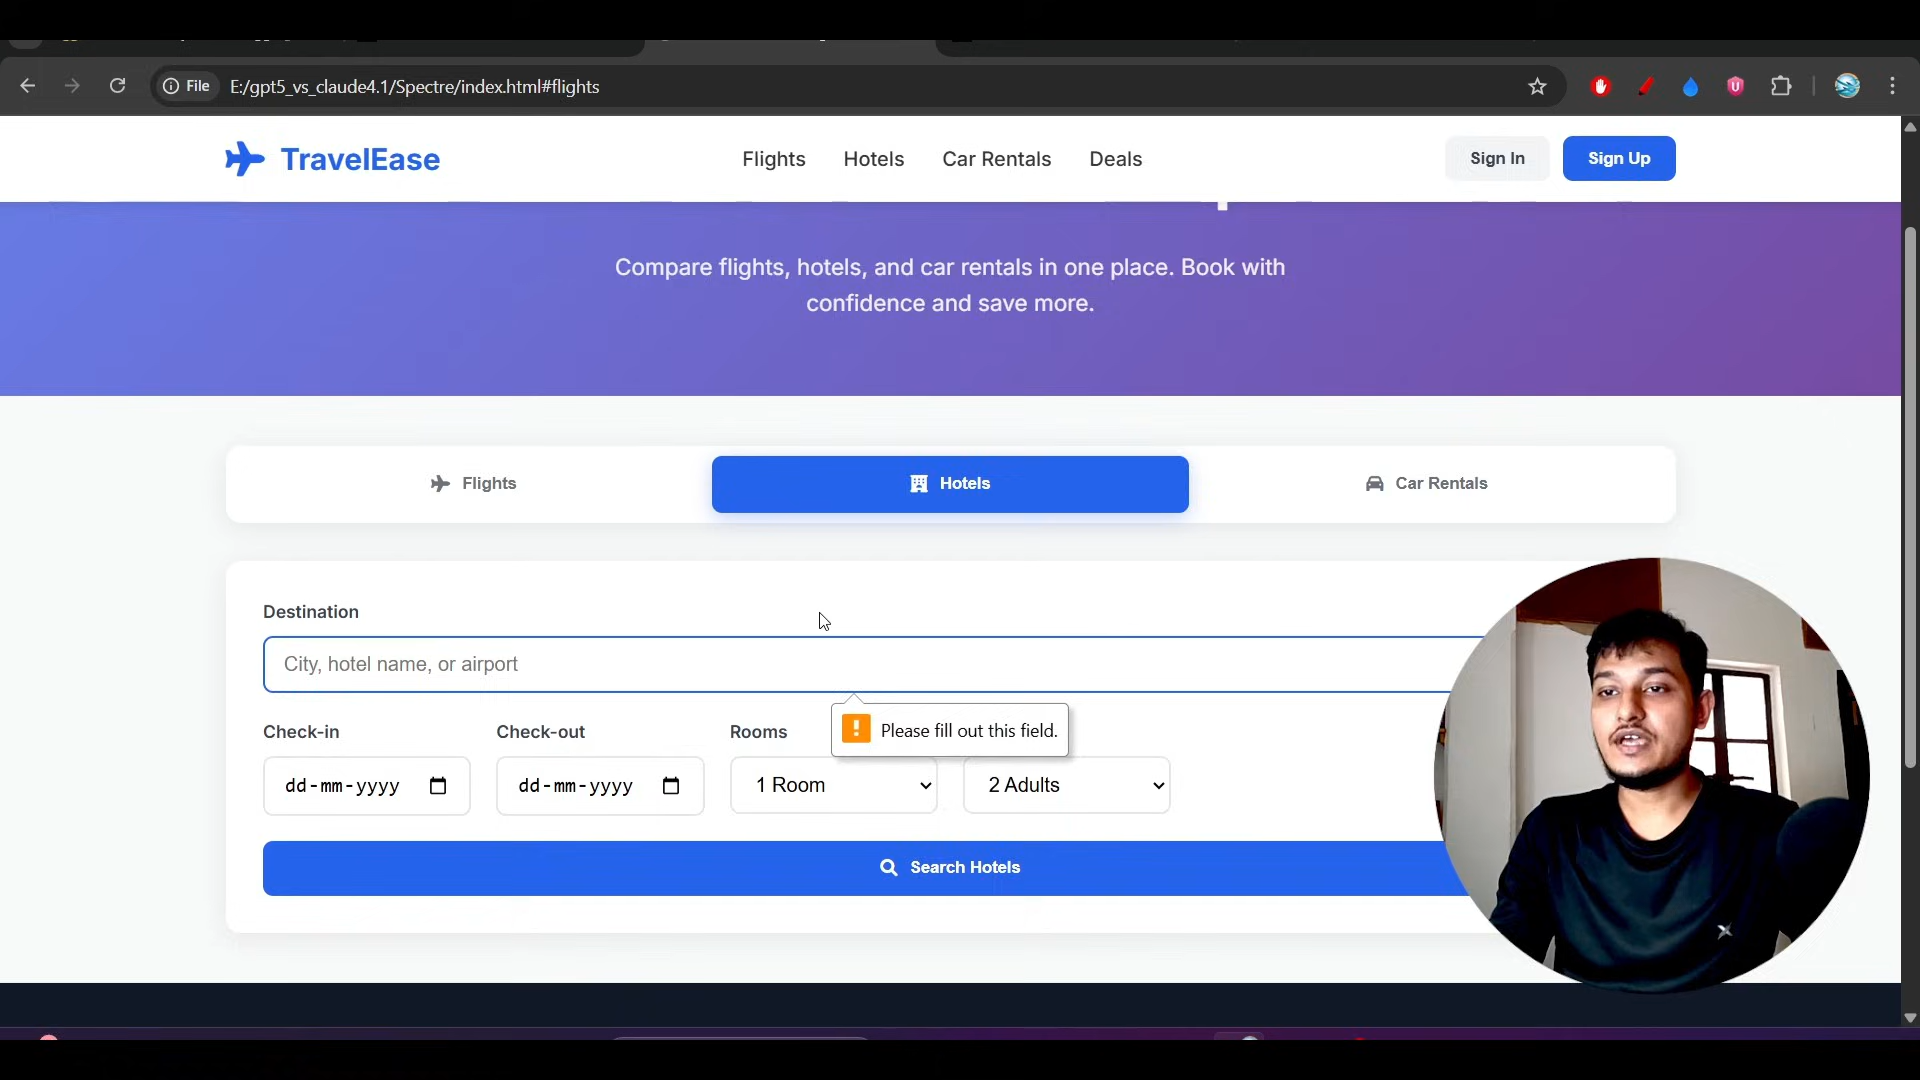 File E:/gpt5_vs_claude4.1/Spectre/index.html#flights
TravelEase Flights Hotels Car Rentals Deals Sign In Sign Up
Compare flights, hotels, and car rentals in one place. Book with
confidence and save more.
Flights Hotels Car Rentals
Destination
City, hotel name, or airport
Check-in Check-out Rooms
Please fill out this field.
dd-mm-yyyy dd-mm-yyyy 1 Room 2 Adults
Search Hotels